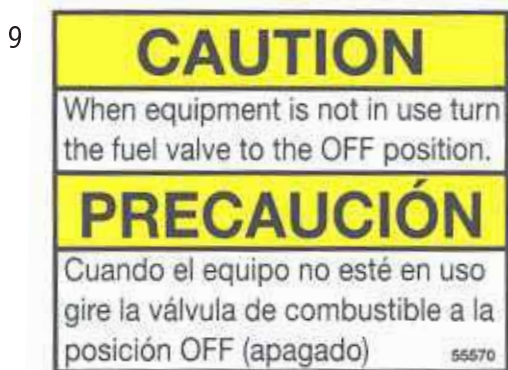 9
CAUTION
When equipment is not in use turn
the fuel valve to the OFF position.
PRECAUCIÓN
Cuando el equipo no esté en uso
gire la válvula de combustible a la
posición OFF (apagado) 55570